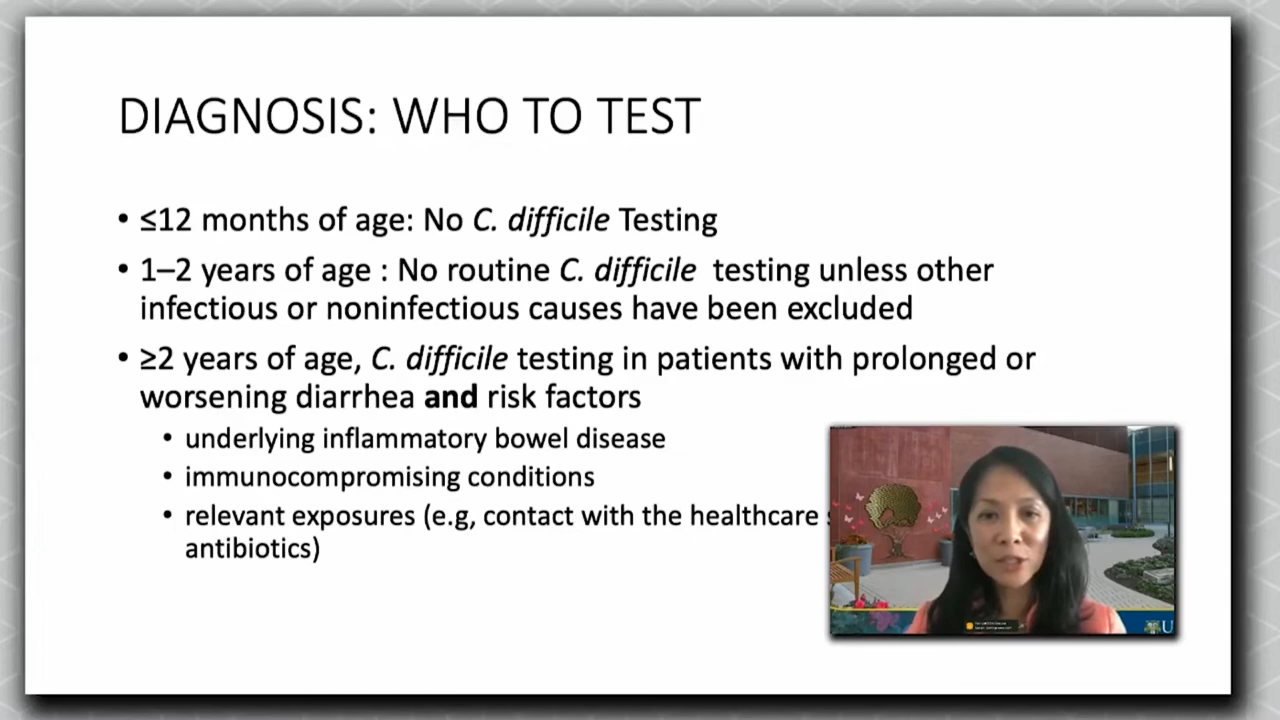 DIAGNOSIS: WHO TO TEST
• ≤12 months of age: No C. difficile Testing
• 1–2 years of age : No routine C. difficile  testing unless other
infectious or noninfectious causes have been excluded
• ≥2 years of age, C. difficile testing in patients with prolonged or
worsening diarrhea and risk factors
• underlying inflammatory bowel disease
• immunocompromising conditions
• relevant exposures (e.g, contact with the healthcare
antibiotics)
U